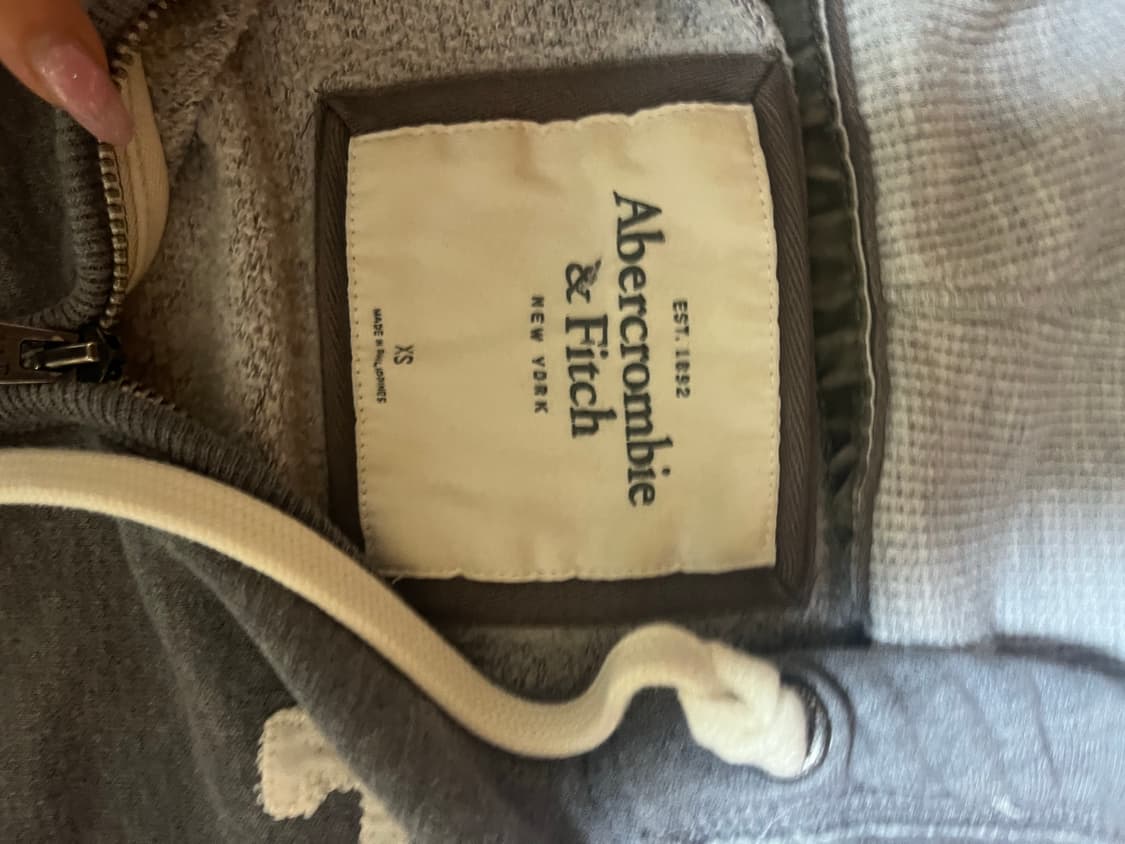 EST. 1892
Abercrombie
& Fitch
NEW YORK
XS
MADE IN PHILIPPINES